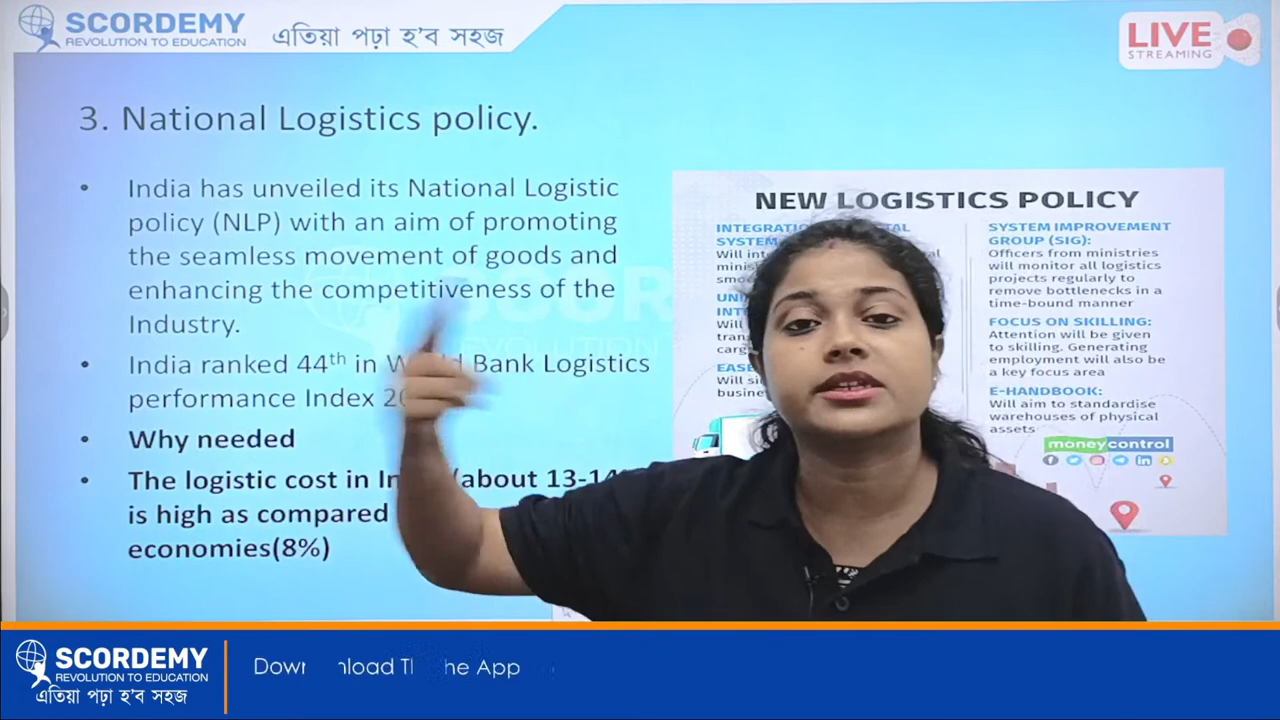 SCORDEMY
REVOLUTION TO EDUCATION
এতিয়া পঢ়া হ'ব সহজ
LIVE
STREAMING
3. National Logistics policy.
• India has unveiled its National Logistic
policy (NLP) with an aim of promoting
the seamless movement of goods and
enhancing the competitiveness of the
Industry.
• India ranked 44th in Bank Logistics
performance Index
• Why needed
• The logistic cost in (about
is high as compared
economies(8%)
NEW LOGISTICS POLICY
SYSTEM
Will
EASE
Will
SYSTEM IMPROVEMENT
GROUP (SIG):
Officers from ministries
will monitor all logistics
projects regularly to
remove bottlenecks in a
time-bound manner
FOCUS ON SKILLING:
Attention will be given
to skilling. Generating
employment will also be
a key focus area
E-HANDBOOK:
Will aim to standardise
warehouses of physical
assets
moneycontrol
SCORDEMY
REVOLUTION TO EDUCATION
এতিয়া পঢ়া হ'ব সহজ
App